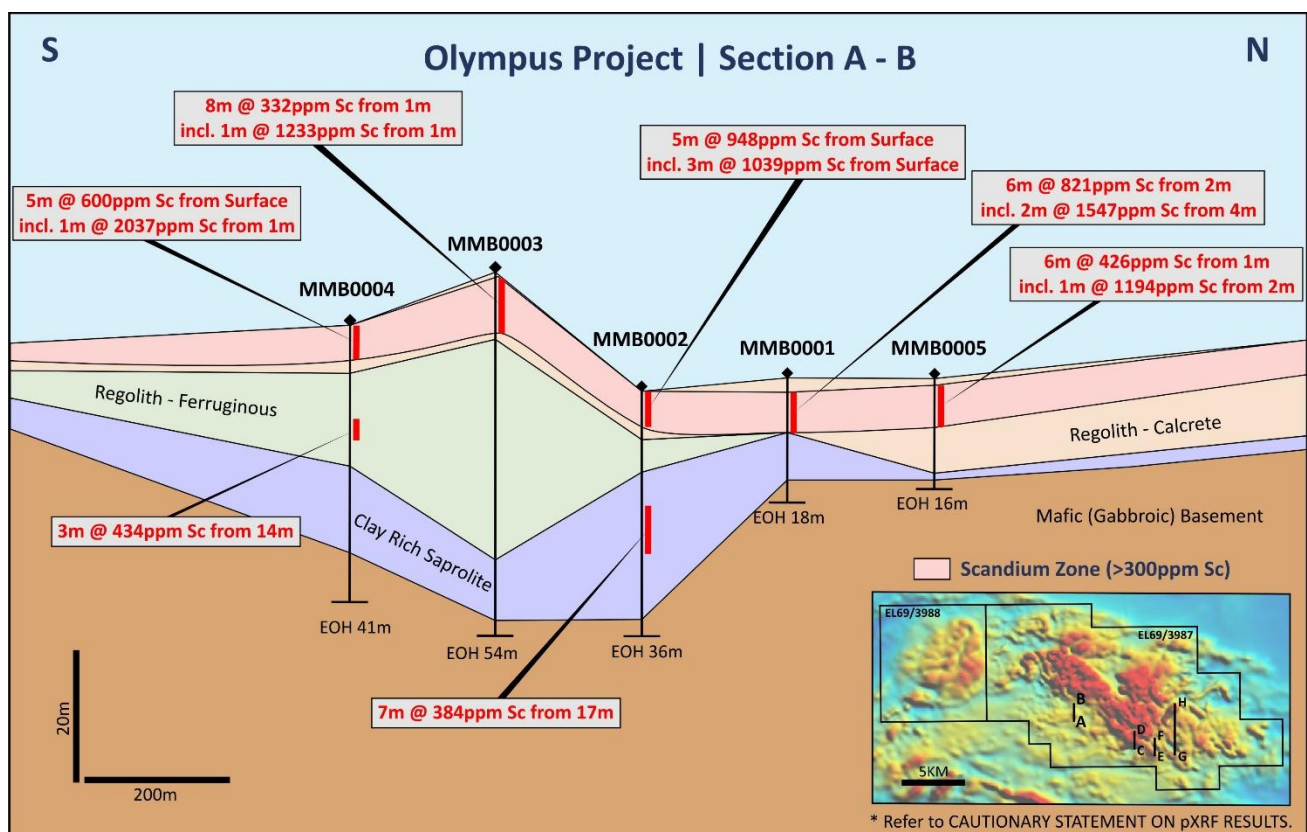 S
Olympus Project | Section A - B
N
8m @ 332ppm Sc from 1m
incl. 1m @ 1233ppm Sc from 1m
5m @ 948ppm Sc from Surface
incl. 3m @ 1039ppm Sc from Surface
6m @ 821ppm Sc from 2m
incl. 2m @ 1547ppm Sc from 4m
5m @ 600ppm Sc from Surface
incl. 1m @ 2037ppm Sc from 1m
6m @ 426ppm Sc from 1m
incl. 1m @ 1194ppm Sc from 2m
MMB0004
MMB0003
MMB0002
MMB0001
MMB0005
Regolith - Ferruginous
Regolith - Calcrete
Clay Rich Saprolite
Mafic (Gabbroic) Basement
3m @ 434ppm Sc from 14m
7m @ 384ppm Sc from 17m
EOH 41m
EOH 54m
EOH 36m
EOH 18m
EOH 16m
Scandium Zone (>300ppm Sc)
20m
200m
EL69/3988
EL69/3987
B
A
D
C
F
E
H
G
5KM
* Refer to CAUTIONARY STATEMENT ON pXRF RESULTS.